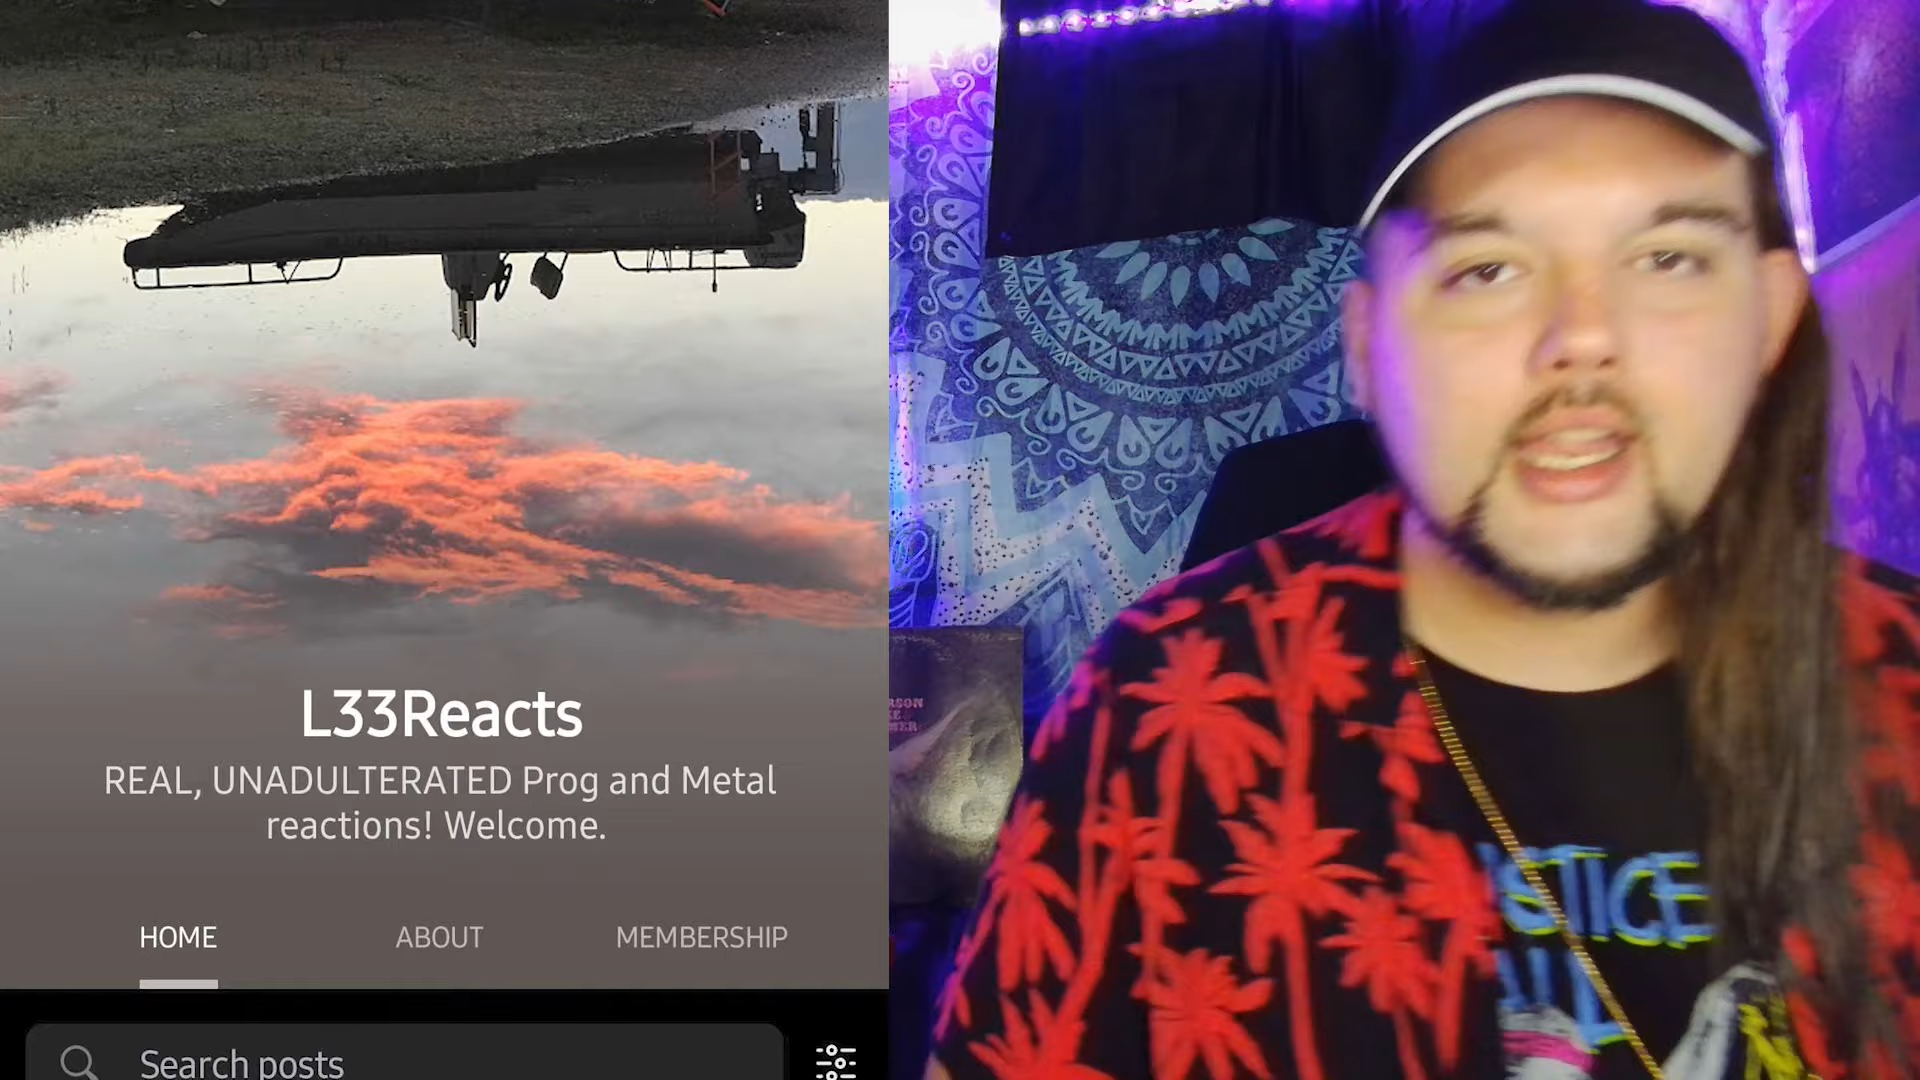 L33Reacts
REAL, UNADULTERATED Prog and Metal
reactions! Welcome.
HOME
ABOUT
MEMBERSHIP
Search posts